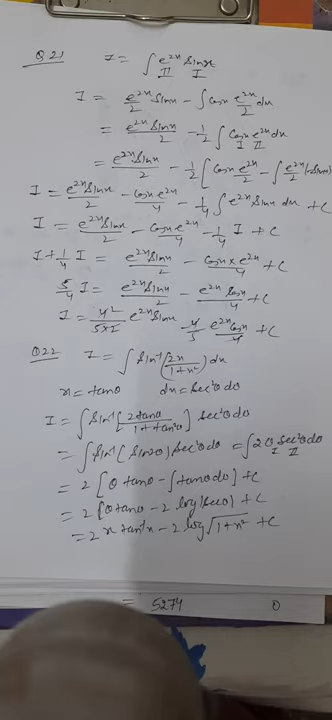 Q21 I = ∫ e^2x sinx
II I
I = e^2x/2 sinx - ∫ cosx e^2x/2 dx
= e^2x sinx/2 - 1/2 ∫ cosx e^2x dx
I II
= e^2x sinx/2 - 1/2 [cosx e^2x/2 - ∫ e^2x/2 (-sinx)
I = e^2x sinx/2 - cosx e^2x/4 - 1/4 ∫ e^2x sinx dx + C
I = e^2x sinx/2 - cosx e^2x/4 - 1/4 I + C
I + 1/4 I = e^2x sinx/2 - cosx x e^2x/4 + C
5/4 I = e^2x sinx/2 - e^2x cosx/4 + C
I = 4 2/5×2 e^2x sinx - 4/5 e^2x cosx/4 + C
Q22 I = ∫ sin^-1 (2x/1+x²) dx
x = tanθ dx = sec²θ dθ
I = ∫ sin^-1 [2tanθ/1+tan²θ] sec²θ dθ
= ∫ sin^-1 [sin2θ] sec²θ dθ = ∫ 2θ sec²θ dθ
I II
= 2 [θ tanθ - ∫ tanθ dθ] + C
= 2 [θ tanθ - 2 log|secθ| + C
= 2 x tan^-1 x - 2 log √1+x² + C
= 5274 0